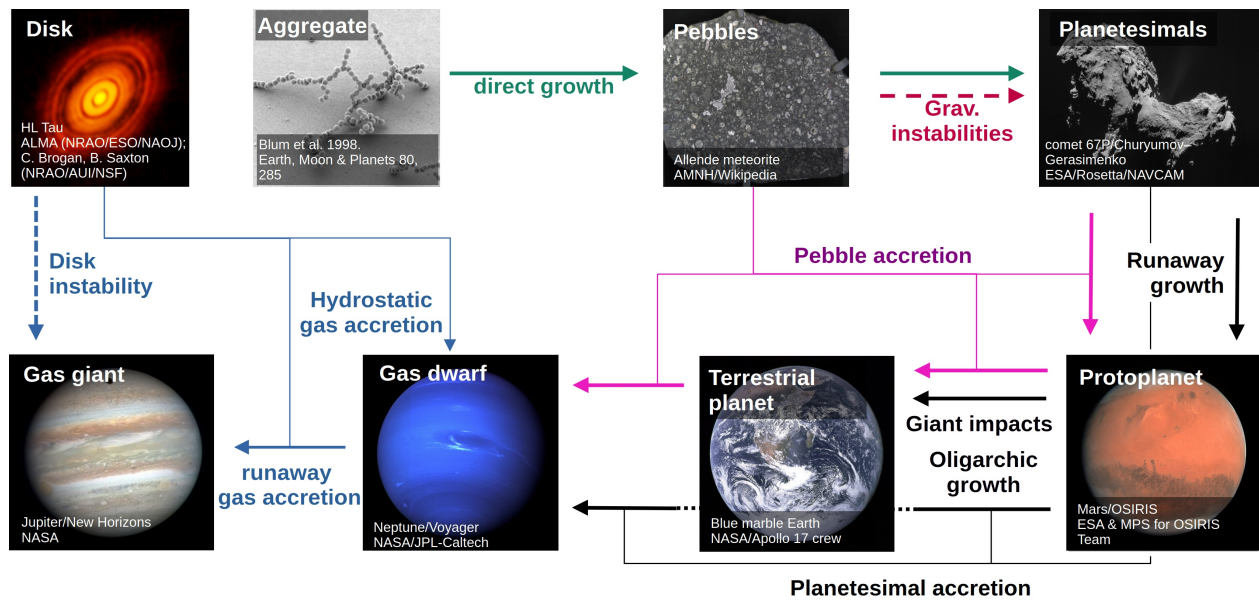 Disk
HL Tau
ALMA (NRAO/ESO/NAOJ);
C. Brogan, B. Saxton
(NRAO/AUI/NSF)
Aggregate
Blum et al. 1998.
Earth, Moon & Planets 80,
285
direct growth
Pebbles
Allende meteorite
AMNH/Wikipedia
Grav.
instabilities
Planetesimals
comet 67P/Churyumov–
Gerasimenko
ESA/Rosetta/NAVCAM
Disk
instability
Hydrostatic
gas accretion
Pebble accretion
Runaway
growth
Gas giant
Jupiter/New Horizons
NASA
runaway
gas accretion
Gas dwarf
Neptune/Voyager
NASA/JPL-Caltech
Terrestrial
planet
Blue marble Earth
NASA/Apollo 17 crew
Giant impacts
Oligarchic
growth
Protoplanet
Mars/OSIRIS
ESA & MPS for OSIRIS
Team
Planetesimal accretion